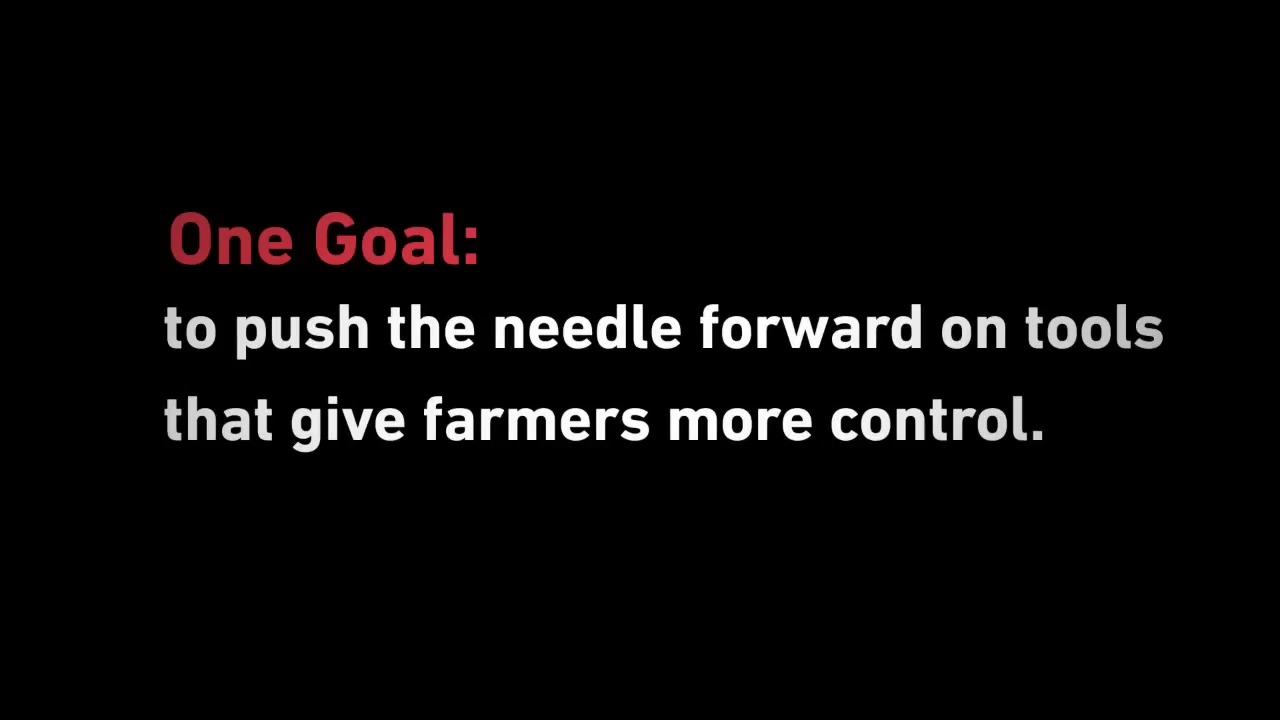 One Goal:
to push the needle forward on tools
that give farmers more control.